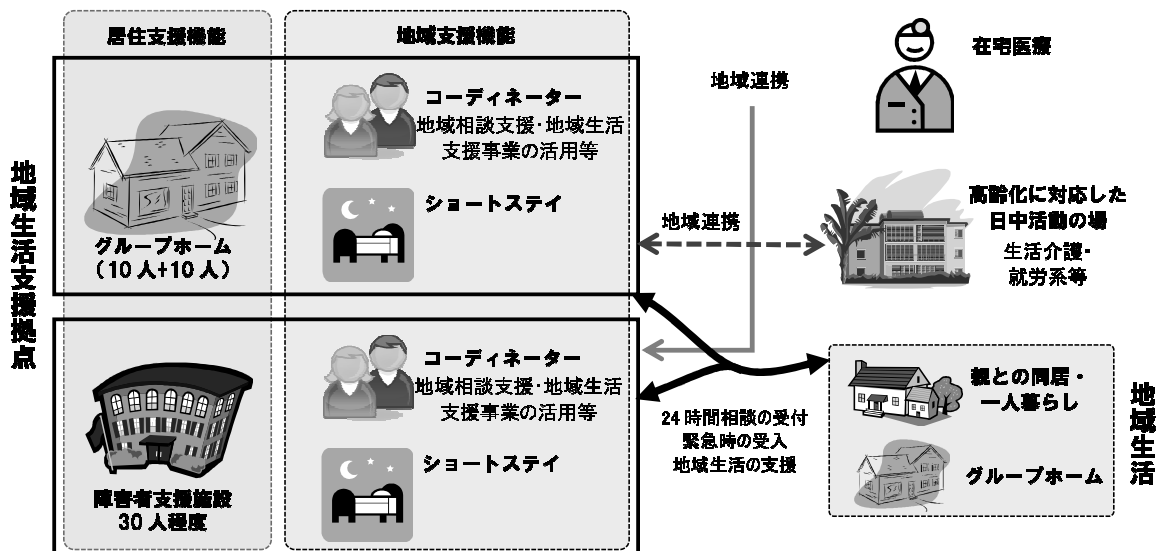 居住支援機能
地域支援機能
地域生活支援拠点
グループホーム
（10人+10人）
コーディネーター
地域相談支援・地域生活
支援事業の活用等
ショートステイ
障害者支援施設
30人程度
コーディネーター
地域相談支援・地域生活
支援事業の活用等
ショートステイ
地域連携
在宅医療
地域連携
高齢化に対応した
日中活動の場
生活介護・
就労系等
24時間相談の受付
緊急時の受入
地域生活の支援
親との同居・
一人暮らし
グループホーム
地域生活